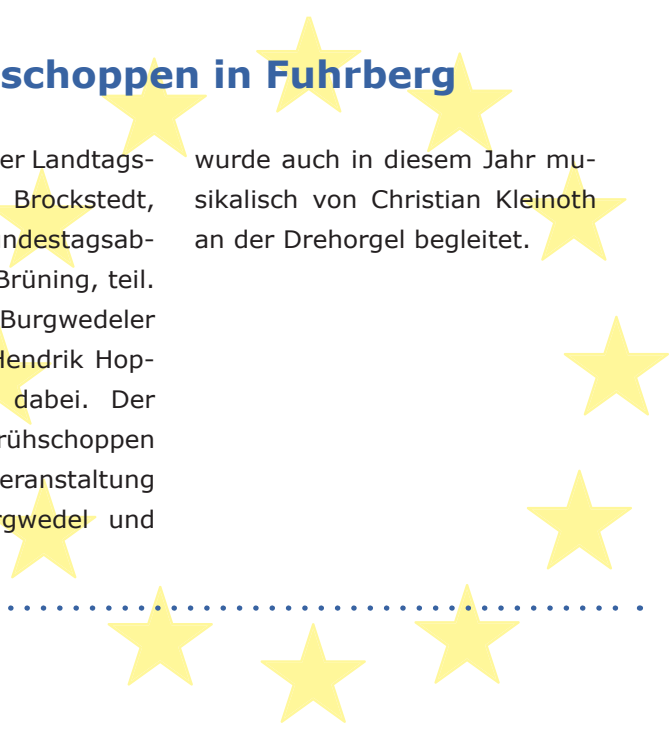 schoppen in Fuhrberg
er Landtags-
Brockstedt,
ndestagsab-
Brüning, teil.
Burgwedeler
Hendrik Hop-
dabei. Der
rühschoppen
eranstaltung
rgwedel und
wurde auch in diesem Jahr mu-
sikalisch von Christian Kleinoth
an der Drehorgel begleitet.